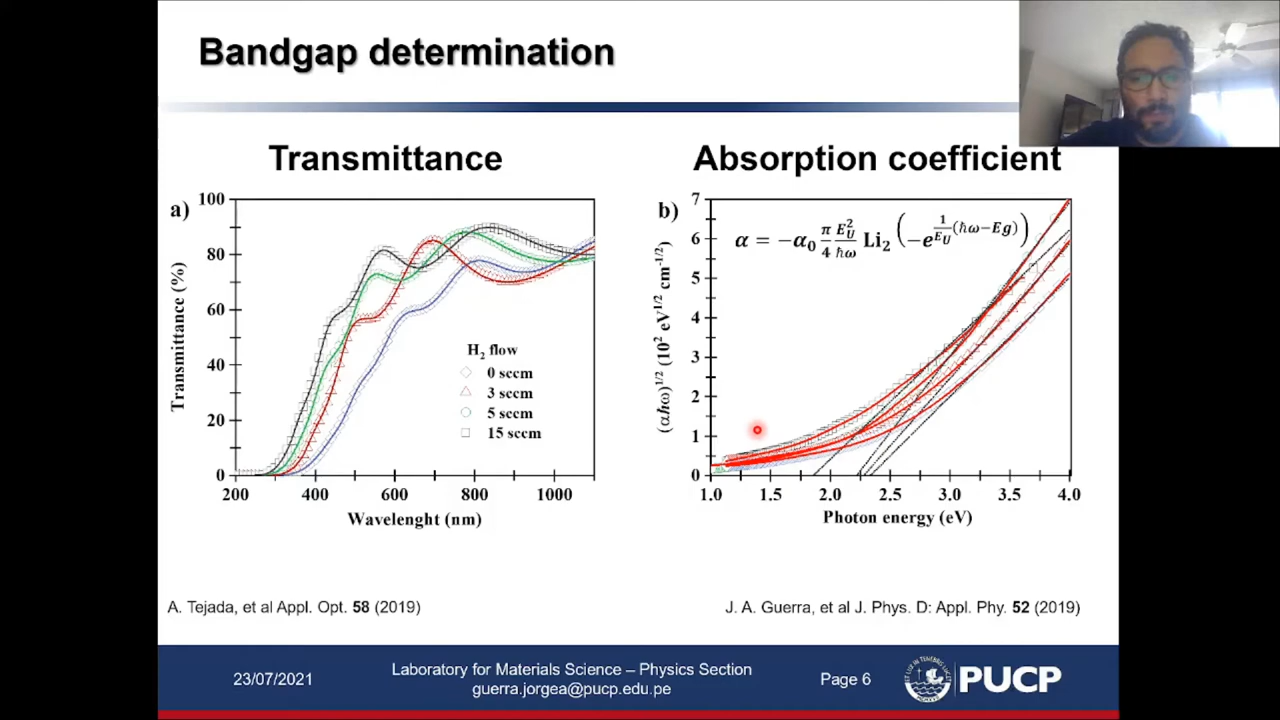 Bandgap determination
Transmittance
Absorption coefficient
a)
100
80
60
40
20
0
200
400
600
800
1000
Transmittance (%)
Wavelenght (nm)
H2 flow
0 sccm
3 sccm
5 sccm
15 sccm
b)
α = −α₀ π/4 E_U²/ħω Li₂ (−e^{1/E_U (ħω−Eg)})
7
6
5
4
3
2
1
0
1.0
1.5
2.0
2.5
3.0
3.5
4.0
(αħω)^1/2 (10² eV^1/2 cm^-1/2)
Photon energy (eV)
A. Tejada, et al Appl. Opt. 58 (2019)
J. A. Guerra, et al J. Phys. D: Appl. Phy. 52 (2019)
23/07/2021
Laboratory for Materials Science – Physics Section
guerra.jorgea@pucp.edu.pe
Page 6
PUCP